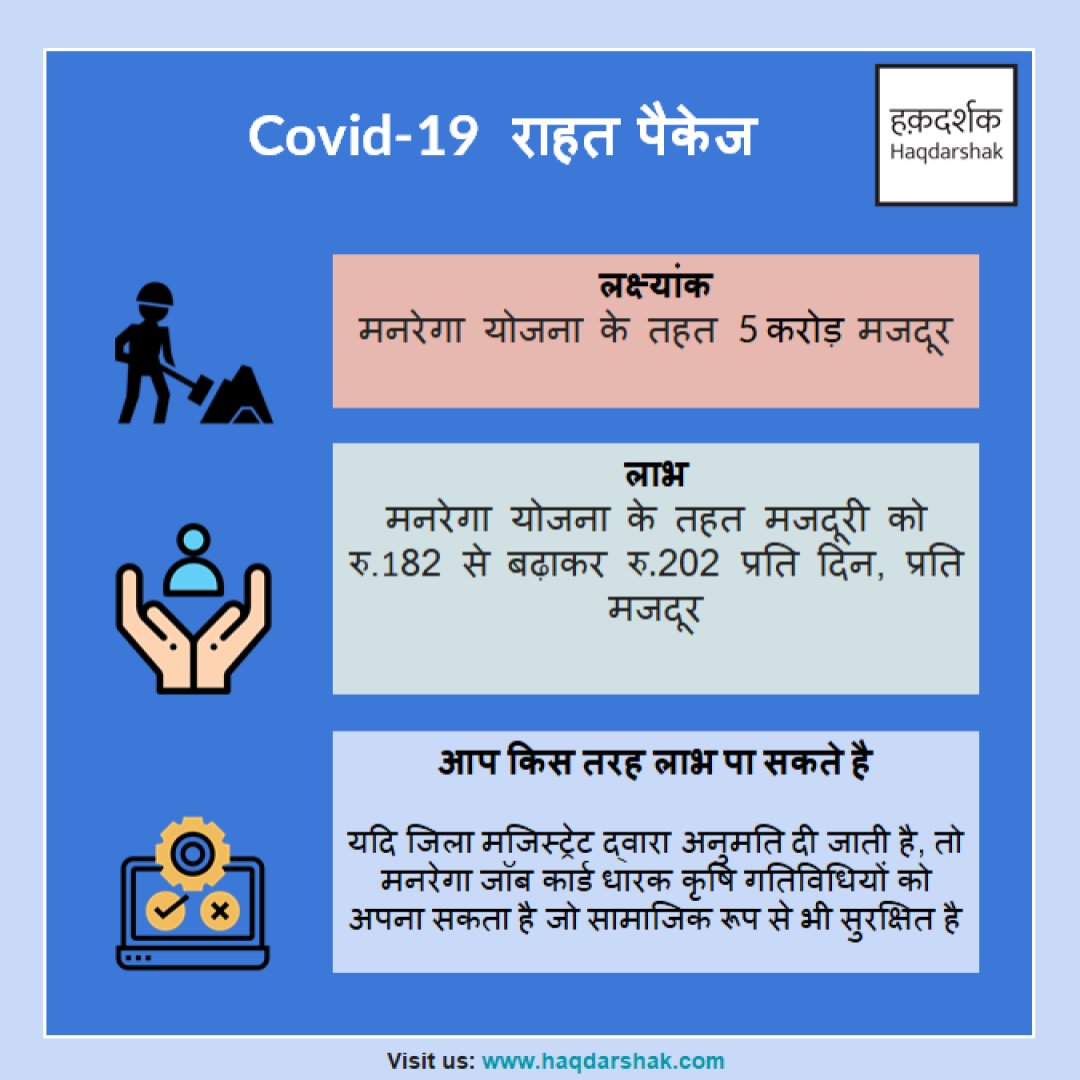 Covid-19 राहत पैकेज
हक़दर्शक
Haqdarshak
लक्ष्यांक
मनरेगा योजना के तहत 5 करोड़ मजदूर
लाभ
मनरेगा योजना के तहत मजदूरी को
रु.182 से बढ़ाकर रु.202 प्रति दिन, प्रति
मजदूर
आप किस तरह लाभ पा सकते है
यदि जिला मजिस्ट्रेट द्वारा अनुमति दी जाती है, तो
मनरेगा जॉब कार्ड धारक कृषि गतिविधियों को
अपना सकता है जो सामाजिक रूप से भी सुरक्षित है
Visit us: www.haqdarshak.com